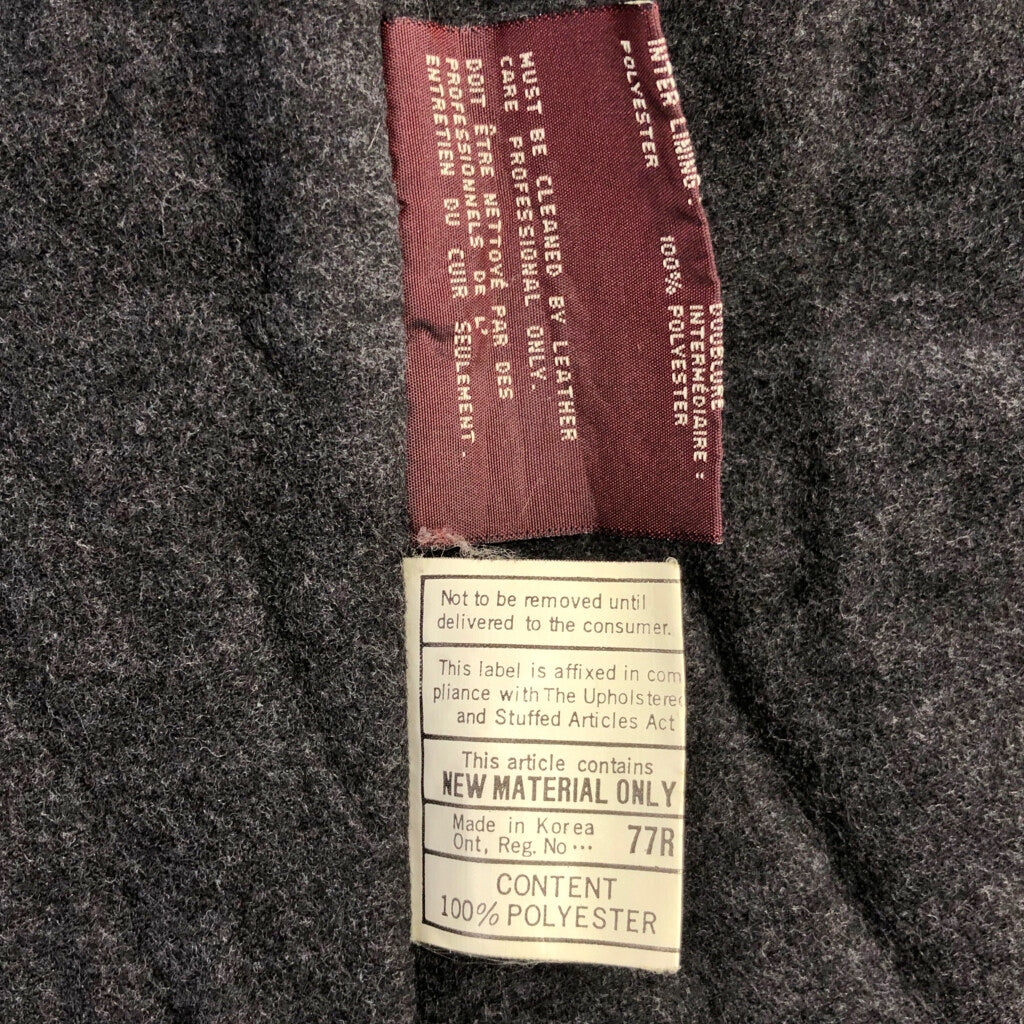 INTER LINING:
POLYESTER
100%
DOUBLURE
INTERMÉDIAIRE :
POLYESTER
MUST BE CLEANED BY LEATHER
CARE PROFESSIONAL ONLY.
DOIT ÊTRE NETTOYÉ PAR DES
PROFESSIONNELS DE L'
ENTRETIEN DU CUIR SEULEMENT.
Not to be removed until
delivered to the consumer.
This label is affixed in com
pliance with The Upholstered
and Stuffed Articles Act
This article contains
NEW MATERIAL ONLY
Made in Korea
Ont, Reg. No ... 77R
CONTENT
100% POLYESTER